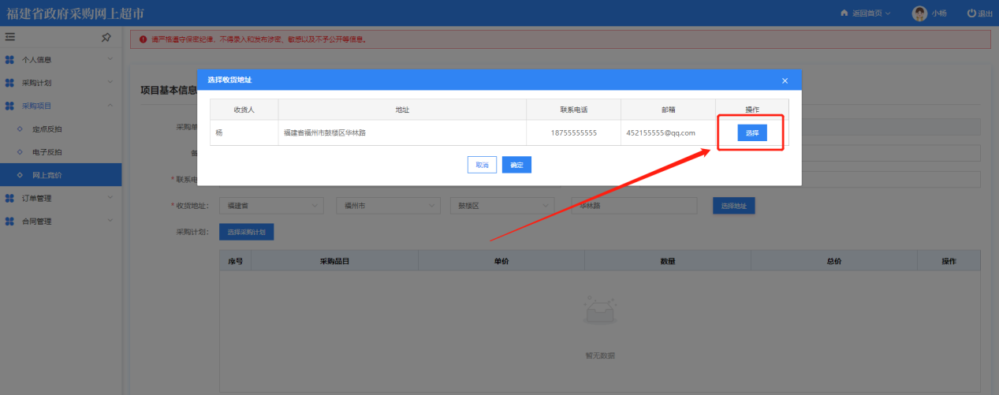 福建省政府采购网上超市
返回首页
小杨
退出
个人信息
采购计划
采购项目
定点反拍
电子反拍
网上竞价
订单管理
合同管理
请严格遵守保密纪律，不得录入和发布涉密、敏感以及不予公开等信息。
项目基本信息
选择收货地址
收货人 地址 联系电话 邮箱 操作
杨 福建省福州市鼓楼区华林路 18755555555 452155555@qq.com 选择
取消 确定
采购单
备
* 联系电
* 收货地址： 福建省 福州市 鼓楼区 华林路 选择地址
采购计划： 选择采购计划
序号 采购品目 单价 数量 总价 操作
暂无数据